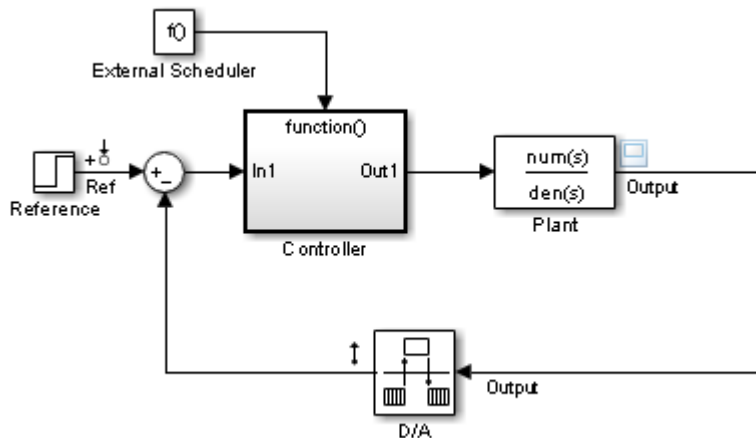 f()
External Scheduler
function()
In1
Out1
num(s)
den(s)
Output
Plant
+
Ref
+
-
Reference
Controller
Output
D/A